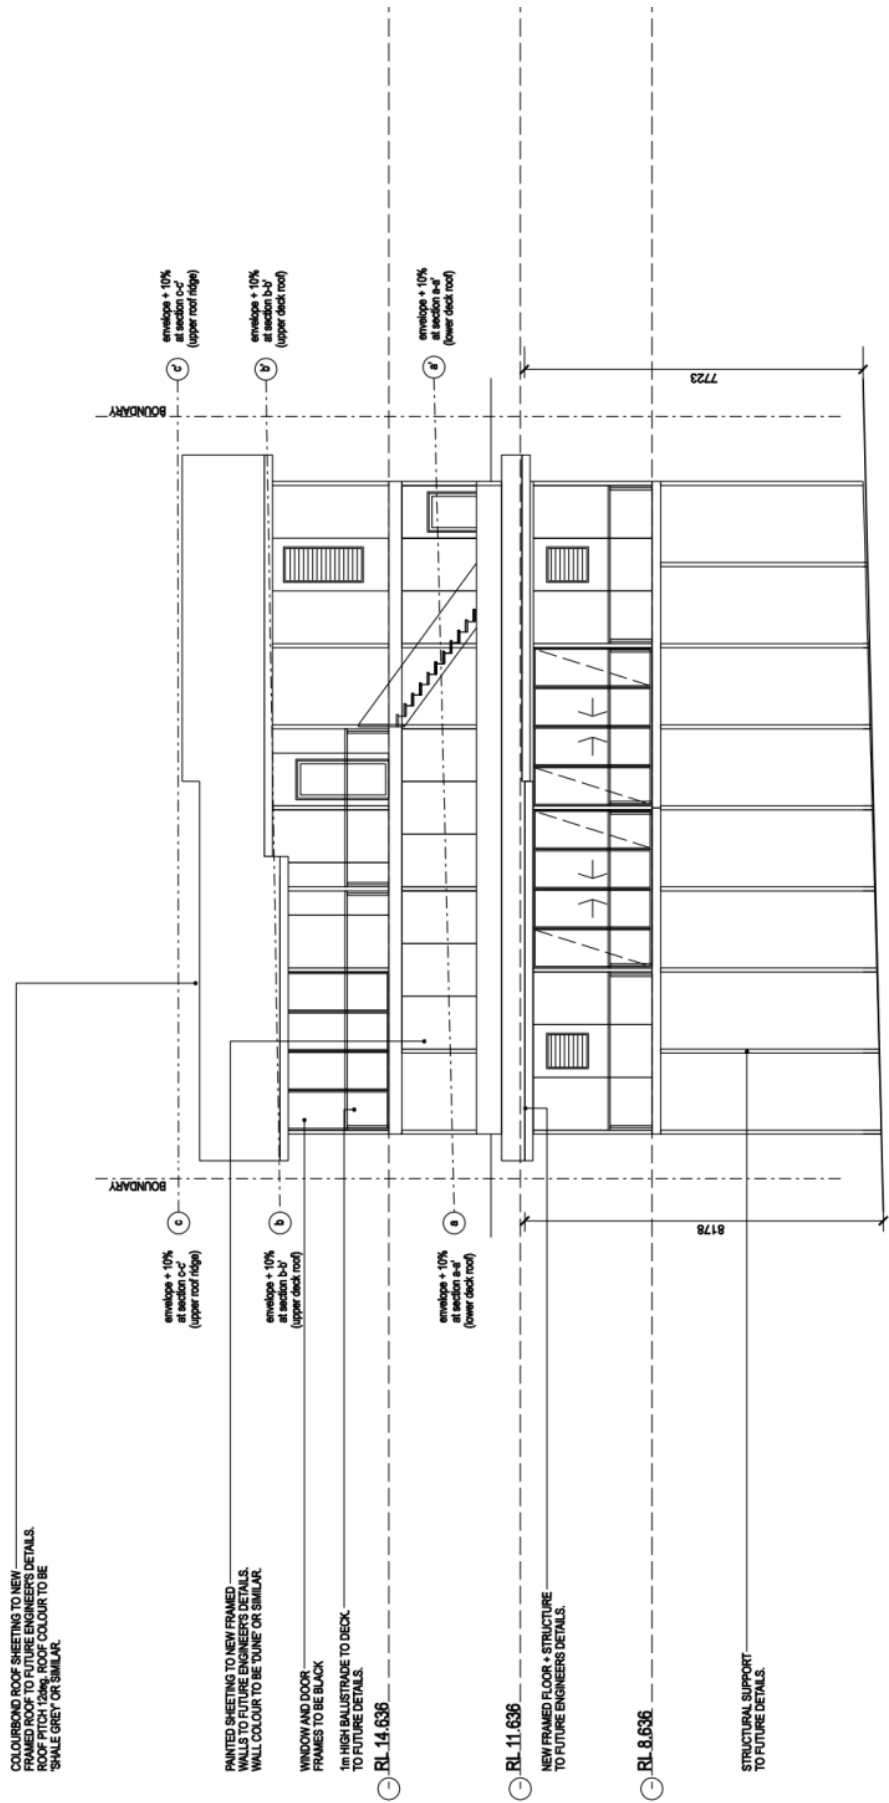 COLOURBOND ROOF SHEETING TO NEW
FRAMED ROOF TO FUTURE ENGINEER'S DETAILS.
ROOF PITCH 12deg. ROOF COLOUR TO BE
'SHALE GREY' OR SIMILAR.
PAINTED SHEETING TO NEW FRAMED
WALLS TO FUTURE ENGINEER'S DETAILS.
WALL COLOUR TO BE 'DUNE' OR SIMILAR.
WINDOW AND DOOR
FRAMES TO BE BLACK
1m HIGH BALUSTRADE TO DECK.
TO FUTURE DETAILS.
RL 14.636
RL 11.636
NEW FRAMED FLOOR + STRUCTURE
TO FUTURE ENGINEERS DETAILS.
RL 8.636
STRUCTURAL SUPPORT
TO FUTURE DETAILS.
envelope + 10%
at section c-c'
(upper roof ridge)
c
envelope + 10%
at section b-b'
(upper deck roof)
b
envelope + 10%
at section a-a'
(lower deck roof)
a
BOUNDARY
8178
BOUNDARY
7723
c'
envelope + 10%
at section c-c'
(upper roof ridge)
b'
envelope + 10%
at section b-b'
(upper deck roof)
a'
envelope + 10%
at section a-a'
(lower deck roof)